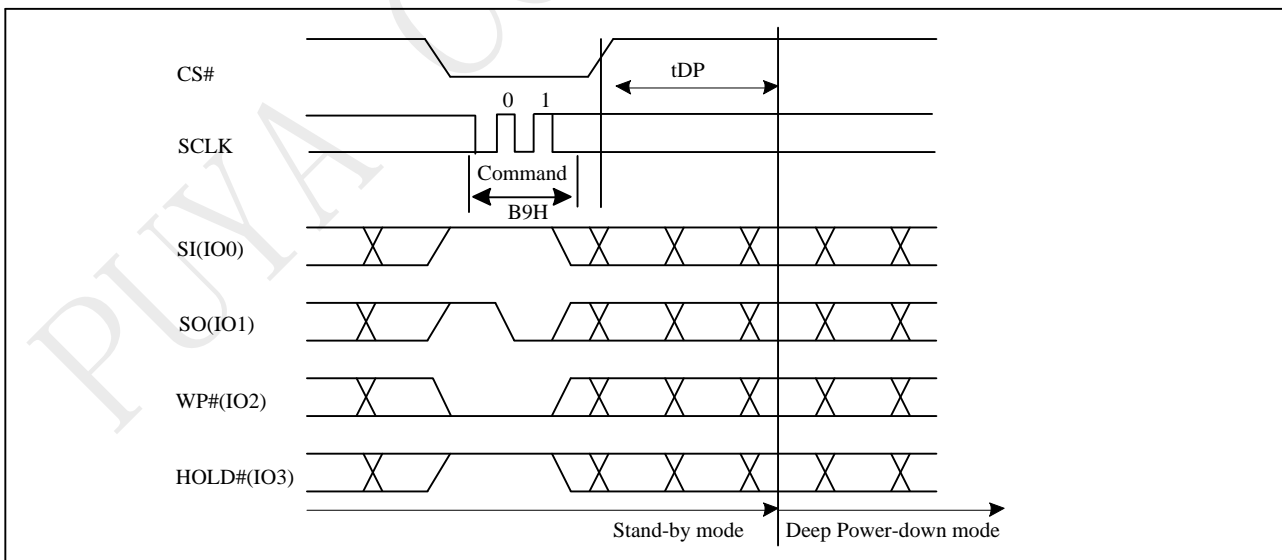 CS#
tDP
0 1
SCLK
Command
B9H
SI(IO0)
SO(IO1)
WP#(IO2)
HOLD#(IO3)
Stand-by mode Deep Power-down mode
PUYA